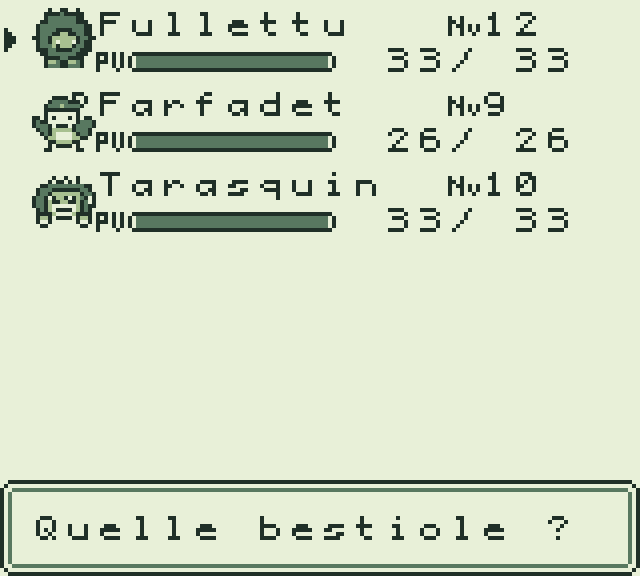 Fullettu Nv12
PV 33/ 33
Farfadet Nv9
PV 26/ 26
Tarasquin Nv10
PV 33/ 33
Quelle bestiole ?